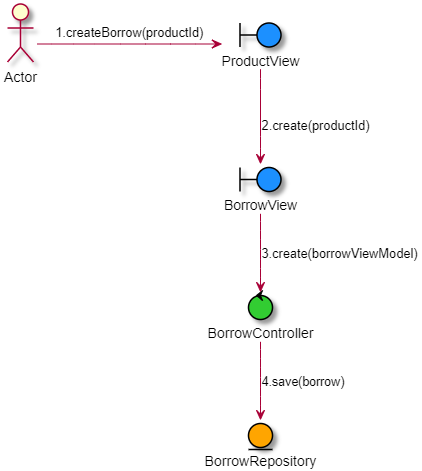 1.createBorrow(productId)
Actor
ProductView
2.create(productId)
BorrowView
3.create(borrowViewModel)
BorrowController
4.save(borrow)
BorrowRepository